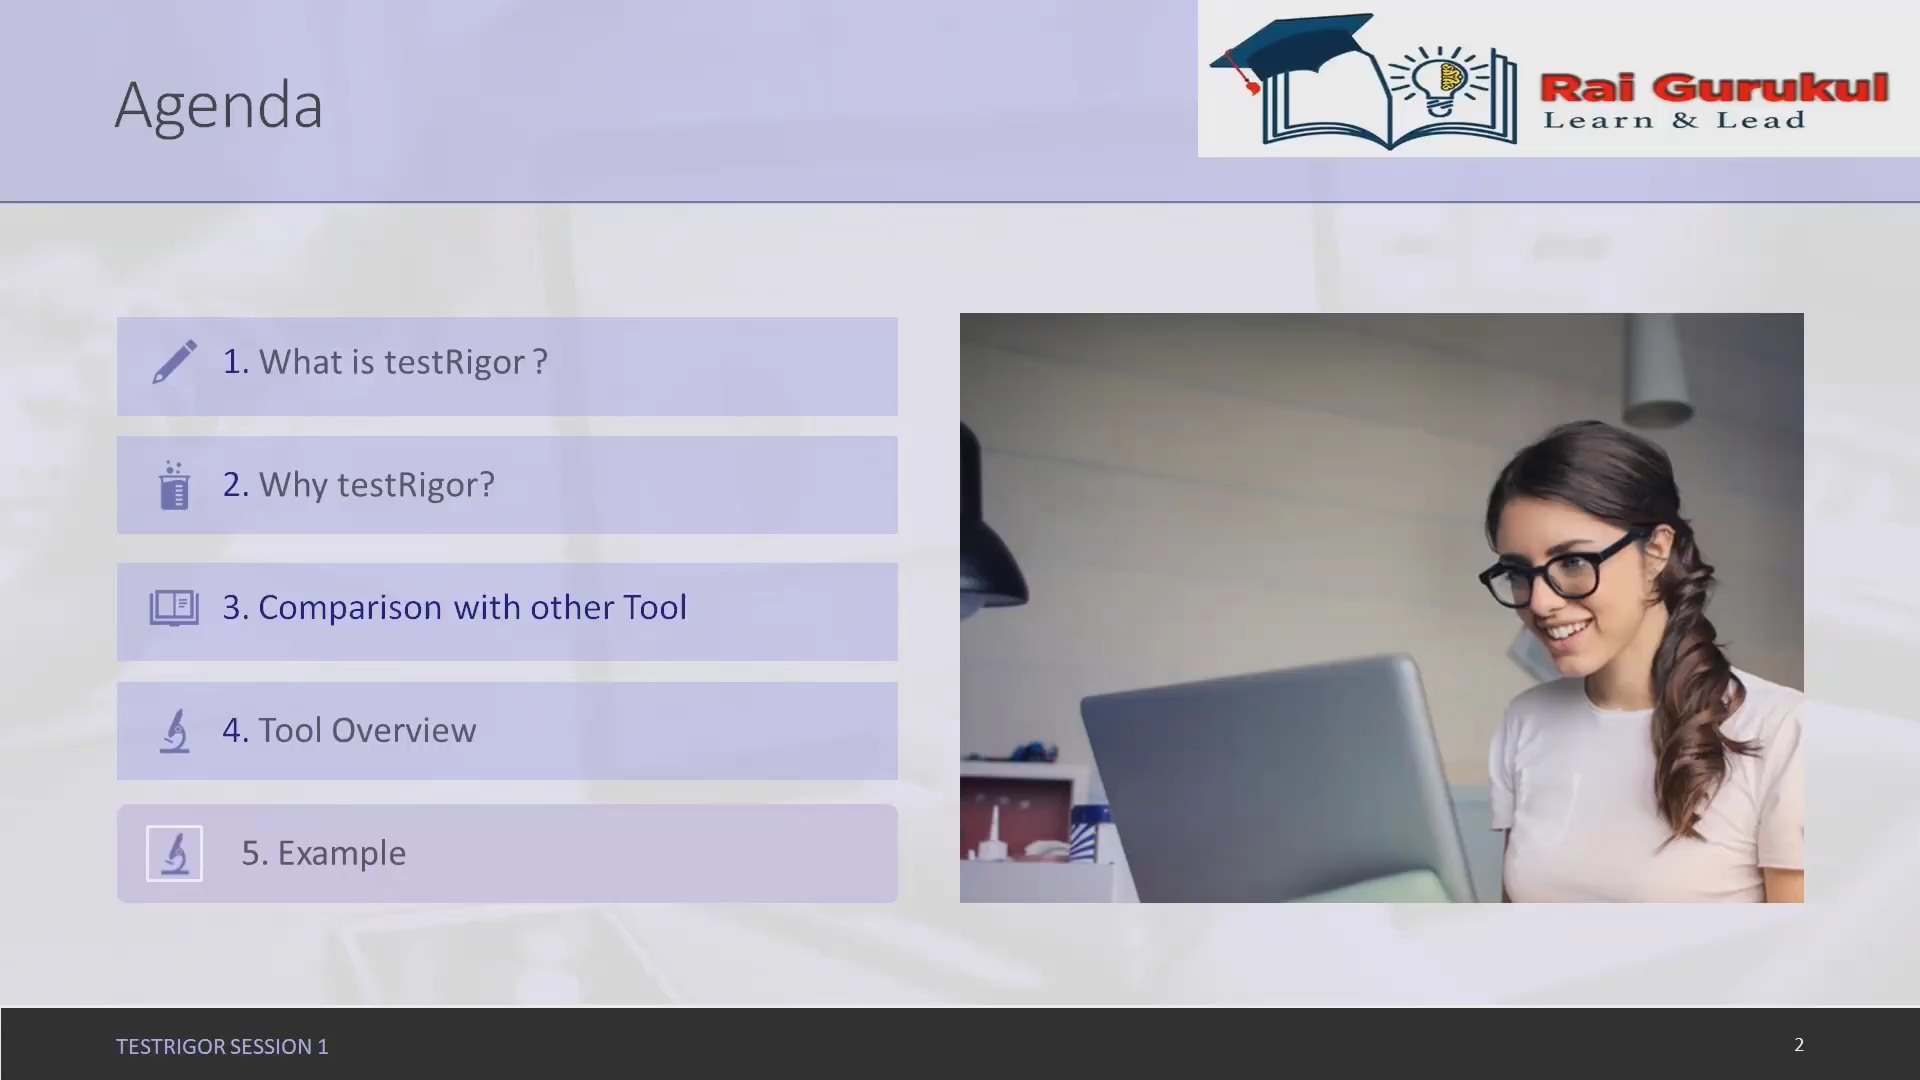 Agenda
Rai Gurukul
Learn & Lead
1. What is testRigor ?
2. Why testRigor?
3. Comparison with other Tool
4. Tool Overview
5. Example
TESTRIGOR SESSION 1
2